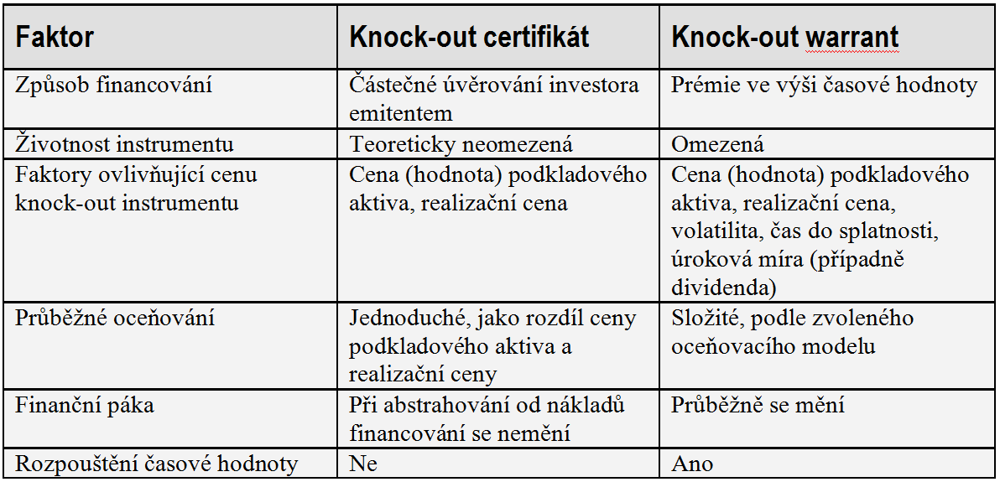 Faktor
Knock-out certifikát
Knock-out warrant
Způsob financování
Částečné úvěrování investora
emitentem
Prémie ve výši časové hodnoty
Životnost instrumentu
Teoreticky neomezená
Omezená
Faktory ovlivňující cenu
knock-out instrumentu
Cena (hodnota) podkladového
aktiva, realizační cena
Cena (hodnota) podkladového
aktiva, realizační cena,
volatilita, čas do splatnosti,
úroková míra (případně
dividenda)
Průběžné oceňování
Jednoduché, jako rozdíl ceny
podkladového aktiva a
realizační ceny
Složité, podle zvoleného
oceňovacího modelu
Finanční páka
Při abstrahování od nákladů
financování se nemění
Průběžně se mění
Rozpouštění časové hodnoty
Ne
Ano